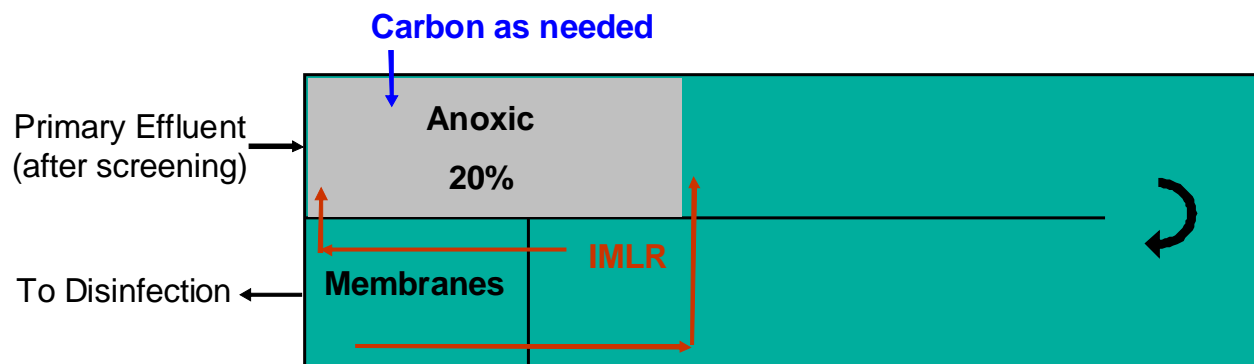 Carbon as needed
Primary Effluent
(after screening)
Anoxic
20%
IMLR
Membranes
To Disinfection